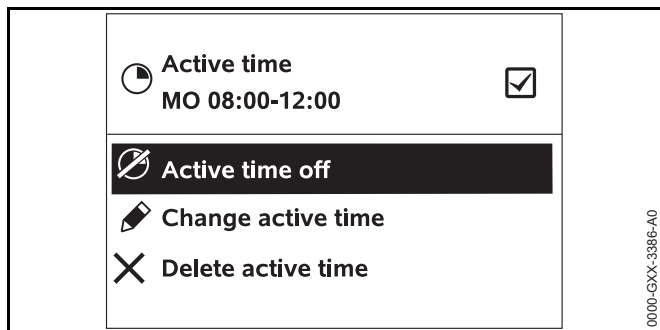 Active time
MO 08:00-12:00
Active time off
Change active time
Delete active time
0000-GXX-3386-A0